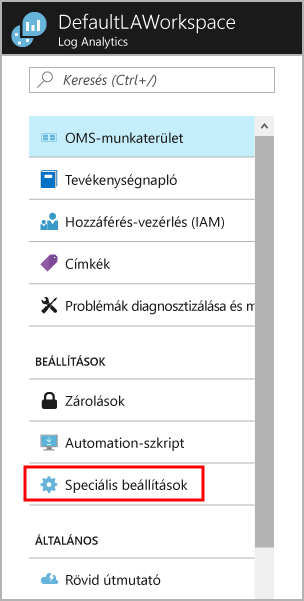 DefaultLAWorkspace
Log Analytics
Keresés (Ctrl+/)
OMS-munkaterület
Tevékenységnapló
Hozzáférés-vezérlés (IAM)
Címkék
Problémák diagnosztizálása és m
BEÁLLÍTÁSOK
Zárolások
Automation-szkript
Speciális beállítások
ÁLTALÁNOS
Rövid útmutató